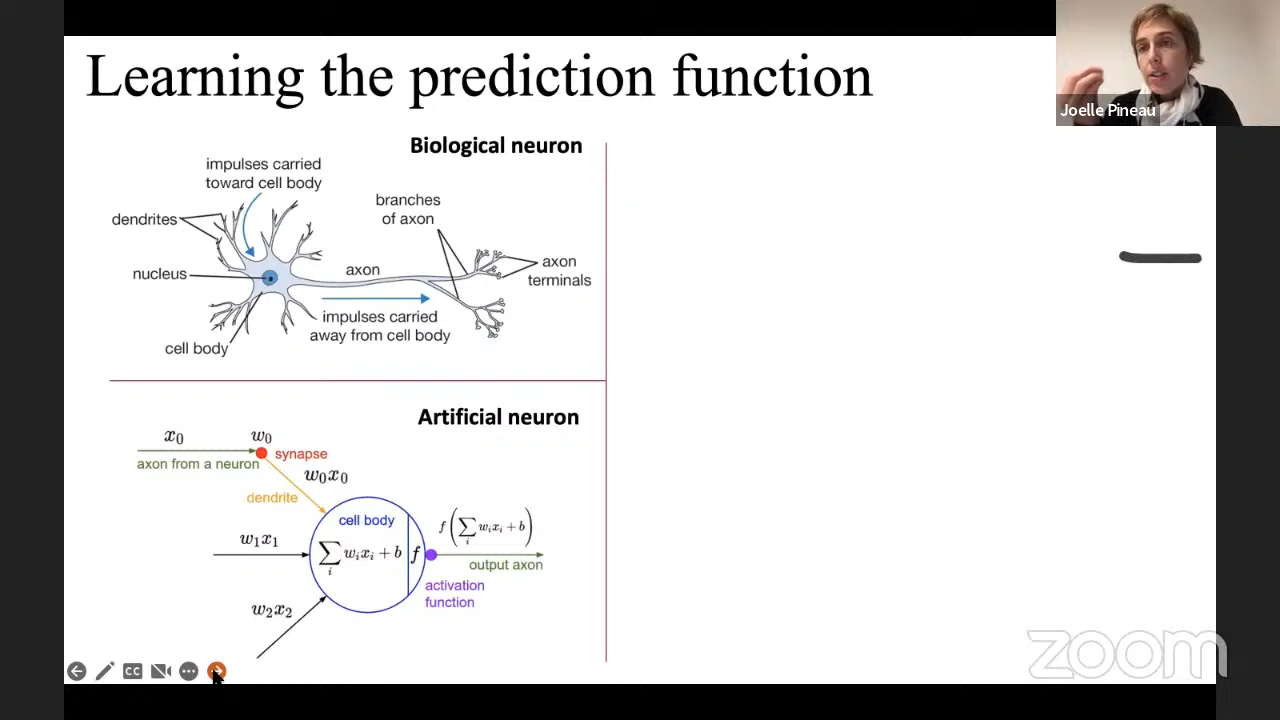 Learning the prediction function
Joelle Pineau
Biological neuron
impulses carried
toward cell body
branches
of axon
dendrites
nucleus
axon
axon
terminals
impulses carried
away from cell body
cell body
Artificial neuron
x₀
w₀
synapse
axon from a neuron
w₀x₀
dendrite
cell body
f(∑ᵢ wᵢxᵢ + b)
w₁x₁
∑ᵢ wᵢxᵢ + b
f
output axon
activation
function
w₂x₂
CC
zoom